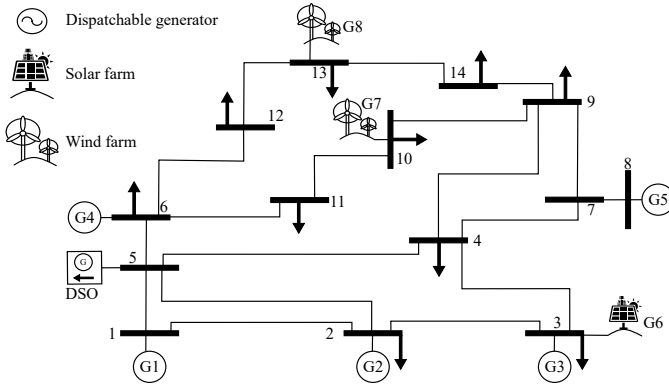 Dispatchable generator
G8
Solar farm
13
14
9
G7
12
Wind farm
10
8
6
11
G4
7
G5
5
4
G
DSO
1
2
3
G6
G1
G2
G3